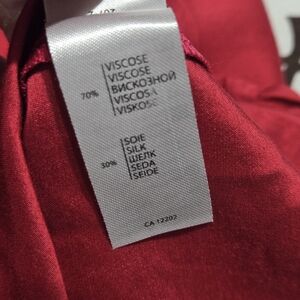 70%
VISCOSE
VISCOSE
ВИСКОЗНОЙ
VISCOSA
VISKOSE
30%
SOIE
SILK
ШЕЛК
SEDA
SEIDE
CA 12202